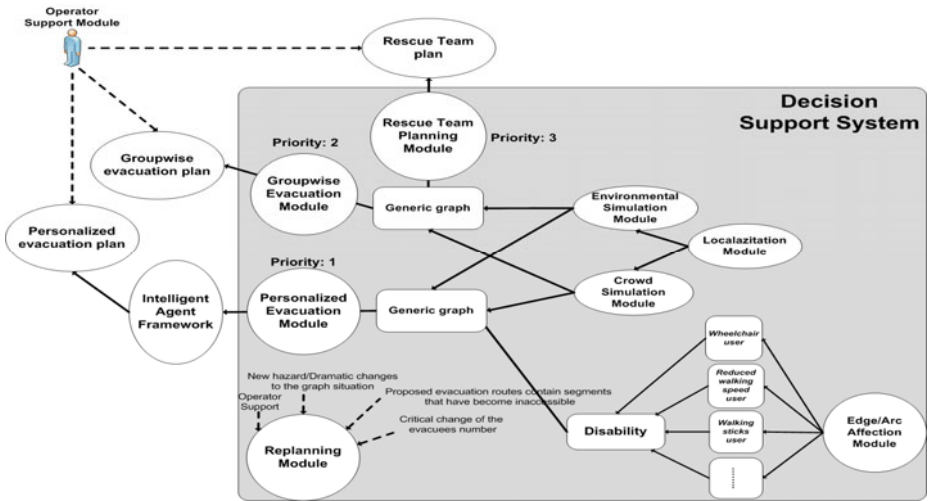 Operator
Support Module
Rescue Team
plan
Decision
Support System
Rescue Team
Planning
Module
Priority: 3
Priority: 2
Groupwise
evacuation plan
Groupwise
Evacuation
Module
Generic graph
Environmental
Simulation
Module
Localazitation
Module
Personalized
evacuation plan
Priority: 1
Crowd
Simulation
Module
Intelligent
Agent
Framework
Personalized
Evacuation
Module
Generic graph
Wheelchair
user
New hazard/Dramatic changes
to the graph situation
Operator
Support
Proposed evacuation routes contain segments
that have become inaccessible
Reduced
walking
speed user
Critical change of the
evacuees number
Replanning
Module
Disability
Walking
sticks
user
Edge/Arc
Affection
Module
........